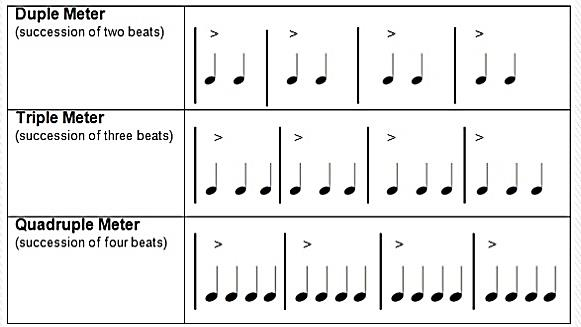 Duple Meter
(succession of two beats)
> > > >
Triple Meter
(succession of three beats)
> > > >
Quadruple Meter
(succession of four beats)
> > > >